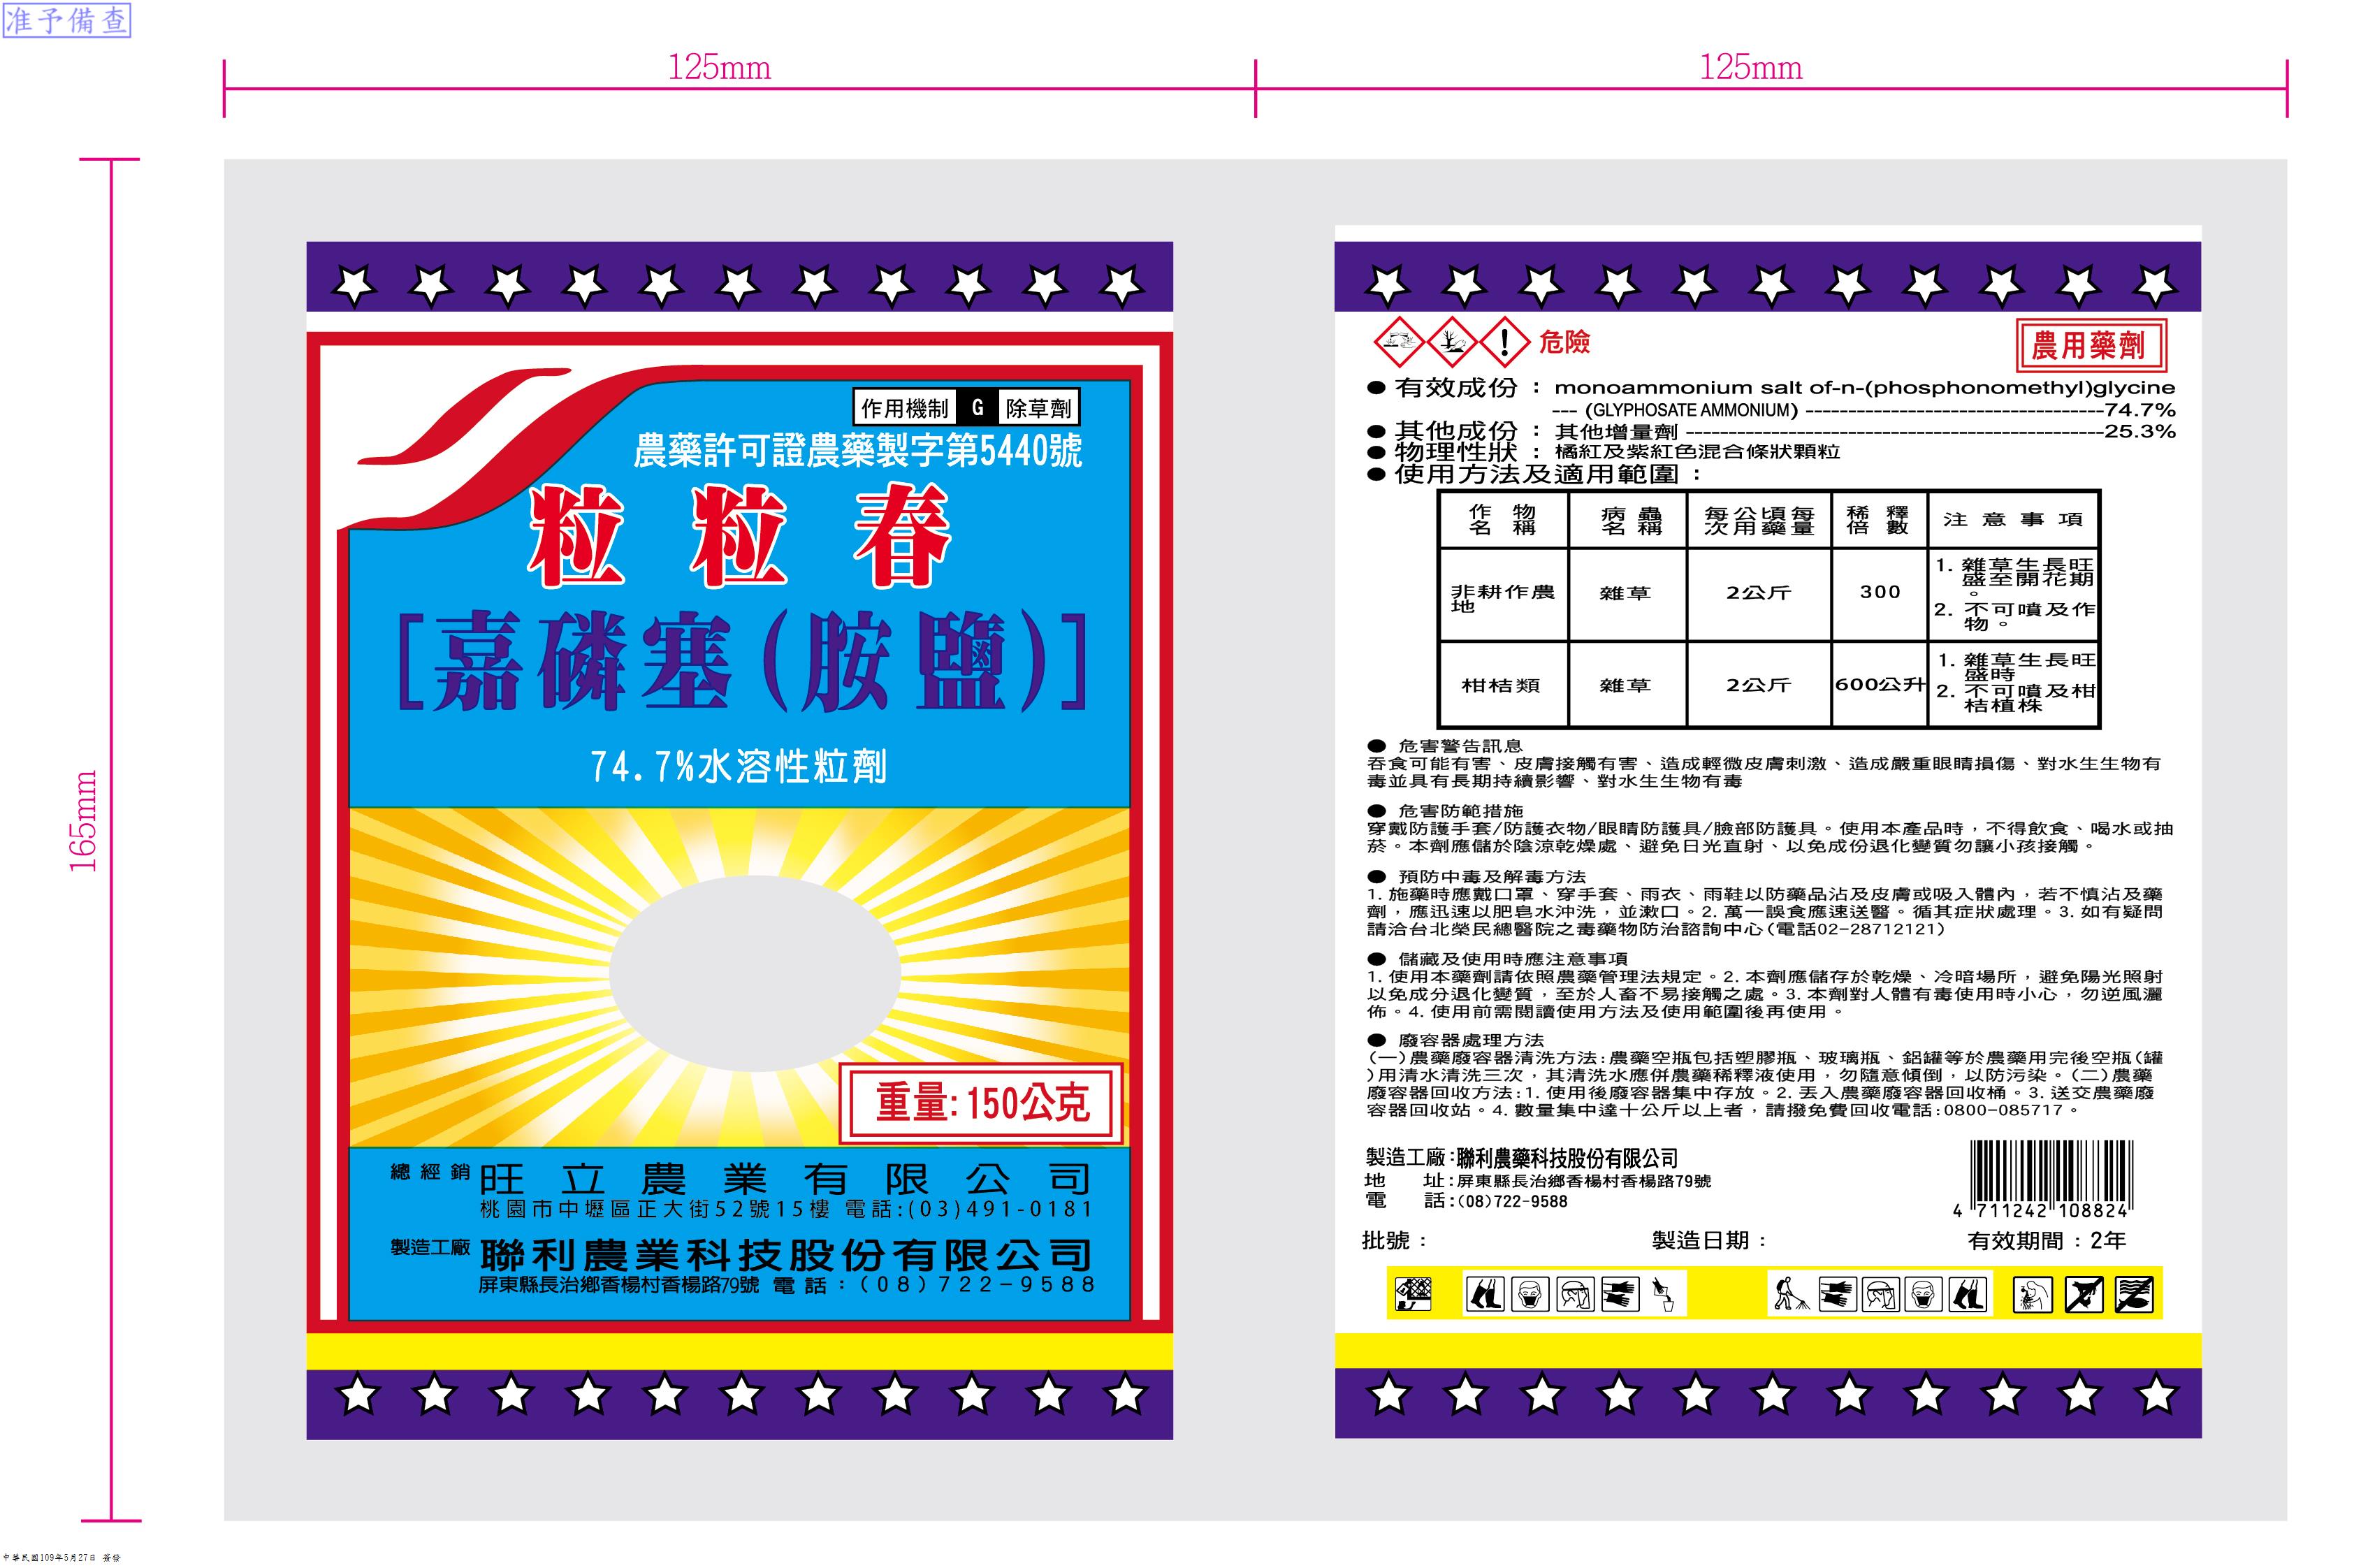 准予備查
125mm
125mm
165mm
作用機制 G 除草劑
農藥許可證農藥製字第5440號
粒粒春
[嘉磷塞(胺鹽)]
74.7%水溶性粒劑
重量:150公克
總經銷 旺立農業有限公司
桃園市中壢區正大街52號15樓 電話:(03)491-0181
製造工廠 聯利農業科技股份有限公司
屏東縣長治鄉香楊村香楊路79號 電話:(08)722-9588
危險
農用藥劑
● 有效成份:monoammonium salt of-n-(phosphonomethyl)glycine
--- (GLYPHOSATE AMMONIUM) -----------------------------------74.7%
● 其他成份:其他增量劑 -------------------------------------------------25.3%
● 物理性狀:橘紅及紫紅色混合條狀顆粒
● 使用方法及適用範圍:
作物 病蟲 每公頃每 稀釋 注意事項
名稱 名稱 次用藥量 倍數
非耕作農 雜草 2公斤 300 1. 雜草生長旺
地 盛至開花期
。
2. 不可噴及作
物。
柑桔類 雜草 2公斤 600公升 1. 雜草生長旺
盛時
2. 不可噴及柑
桔植株
● 危害警告訊息
吞食可能有害、皮膚接觸有害、造成輕微皮膚刺激、造成嚴重眼睛損傷、對水生生物有
毒並具有長期持續影響、對水生生物有毒
● 危害防範措施
穿戴防護手套/防護衣物/眼睛防護具/臉部防護具。使用本產品時,不得飲食、喝水或抽
菸。本劑應儲於陰涼乾燥處、避免日光直射、以免成份退化變質勿讓小孩接觸。
● 預防中毒及解毒方法
1. 施藥時應戴口罩、穿手套、雨衣、雨鞋以防藥品沾及皮膚或吸入體內,若不慎沾及藥
劑,應迅速以肥皂水沖洗,並漱口。2. 萬一誤食應速送醫。循其症狀處理。3. 如有疑問
請洽台北榮民總醫院之毒藥物防治諮詢中心(電話02-28712121)
● 儲藏及使用時應注意事項
1. 使用本藥劑請依照農藥管理法規定。2. 本劑應儲存於乾燥、冷暗場所,避免陽光照射
以免成分退化變質,至於人畜不易接觸之處。3. 本劑對人體有毒使用時小心,勿逆風灑
佈。4. 使用前需閱讀使用方法及使用範圍後再使用。
● 廢容器處理方法
(一)農藥廢容器清洗方法:農藥空瓶包括塑膠瓶、玻璃瓶、鋁罐等於農藥用完後空瓶(罐
)用清水清洗三次,其清洗水應併農藥稀釋液使用,勿隨意傾倒,以防污染。(二)農藥
廢容器回收方法:1. 使用後廢容器集中存放。2. 丟入農藥廢容器回收桶。3. 送交農藥廢
容器回收站。4. 數量集中達十公斤以上者,請撥免費回收電話:0800-085717。
製造工廠:聯利農藥科技股份有限公司
地址:屏東縣長治鄉香楊村香楊路79號
電話:(08)722-9588
4 711242 108824
批號: 製造日期: 有效期間:2年
中華民國109年5月27日 簽發